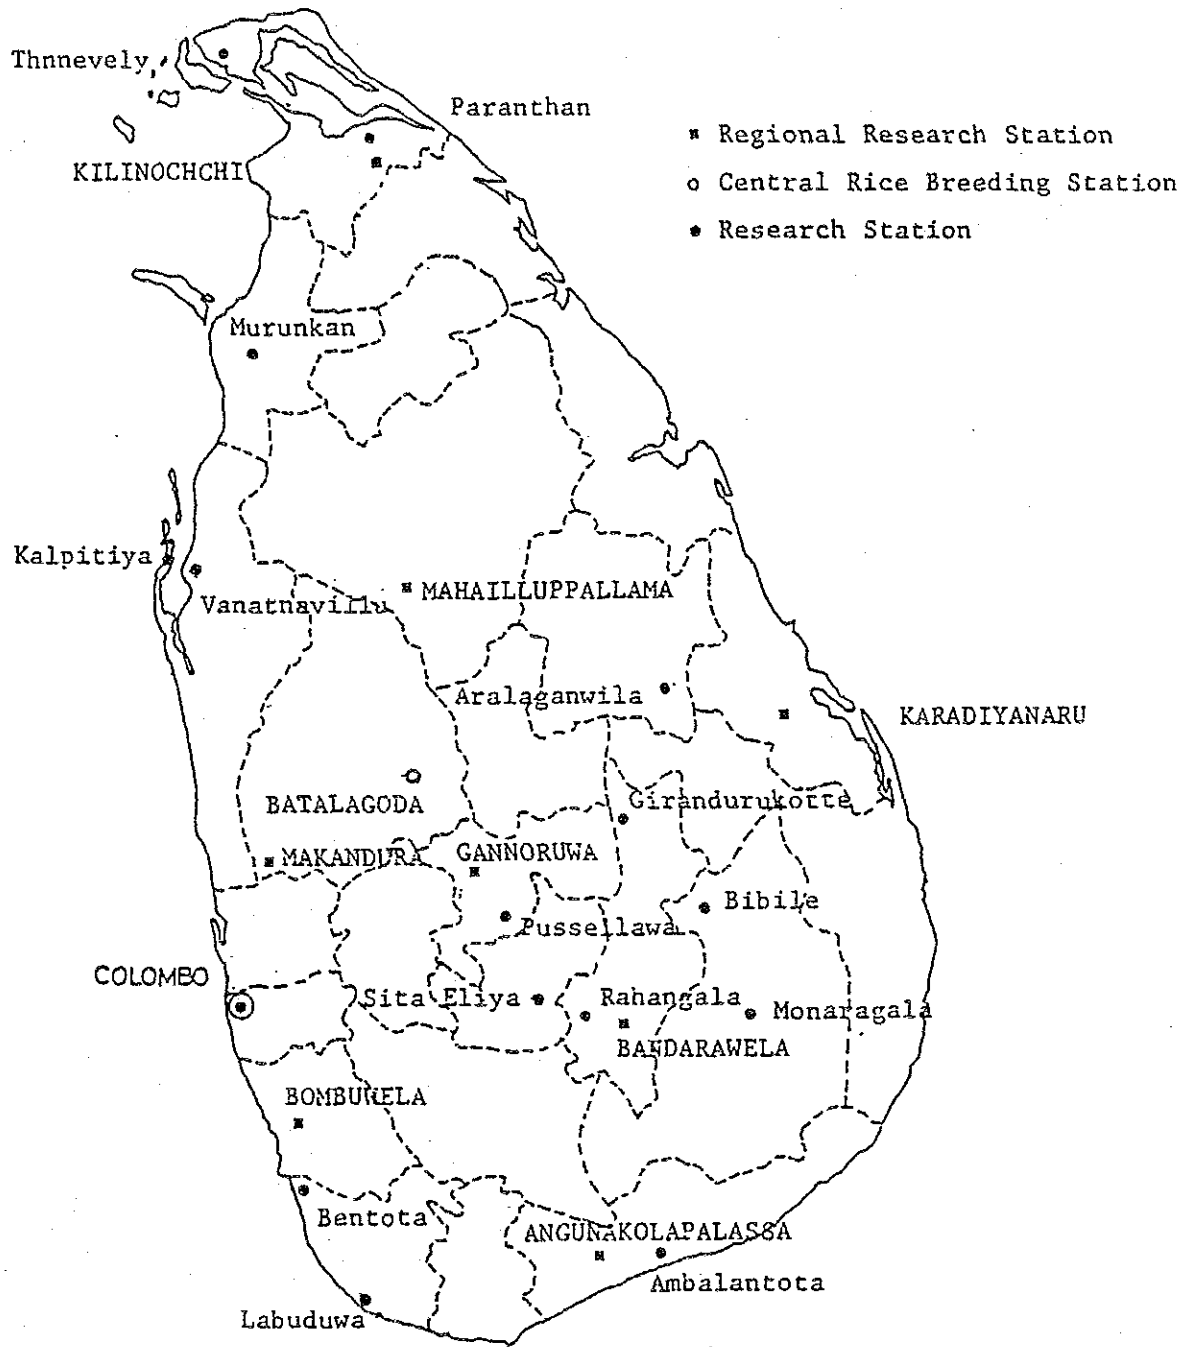 Thnnevely
Paranthan
Regional Research Station
KILINOCHCHI
Central Rice Breeding Station
Research Station
Murunkan
Kalpitiya
MAHAILLUPPALLAMA
Vanatnavillu
Aralaganwila
KARADIYANARU
BATALAGODA
Girandurukotte
MAKANDURA
GANNORUWA
Bibile
Pussellawa
COLOMBO
Sita Eliya
Rahangala
Monaragala
BANDARAWELA
BOMBUWELA
Bentota
ANGUNAKOLAPALASSA
Ambalantota
Labuduwa